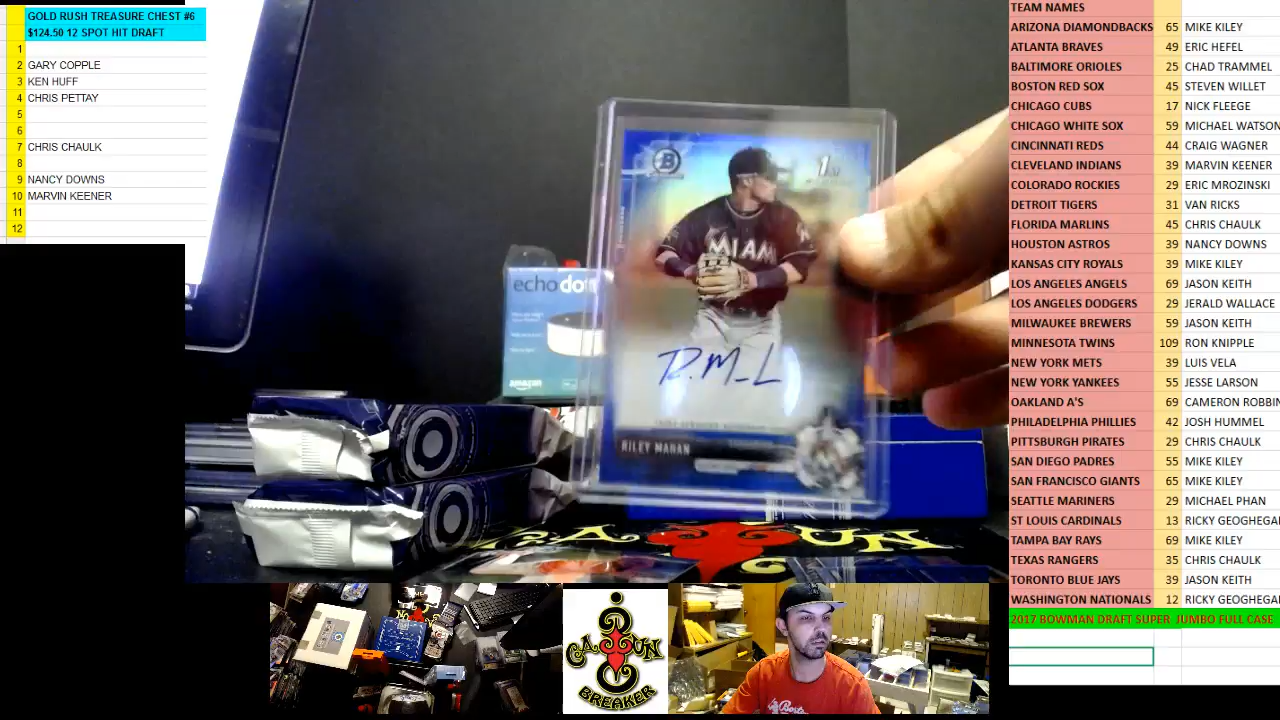 GOLD RUSH TREASURE CHEST #6
$124.50 12 SPOT HIT DRAFT
1
2 GARY COPPLE
3 KEN HUFF
4 CHRIS PETTAY
5
6
7 CHRIS CHAULK
8
9 NANCY DOWNS
10 MARVIN KEENER
11
12
B
1st
MIAMI
echo dot
amazon
R. M-L
RILEY MAHAN
CAJUN
BREAKER
TEAM NAMES
ARIZONA DIAMONDBACKS 65 MIKE KILEY
ATLANTA BRAVES 49 ERIC HEFEL
BALTIMORE ORIOLES 25 CHAD TRAMMEL
BOSTON RED SOX 45 STEVEN WILLET
CHICAGO CUBS 17 NICK FLEEGE
CHICAGO WHITE SOX 59 MICHAEL WATSON
CINCINNATI REDS 44 CRAIG WAGNER
CLEVELAND INDIANS 39 MARVIN KEENER
COLORADO ROCKIES 29 ERIC MROZINSKI
DETROIT TIGERS 31 VAN RICKS
FLORIDA MARLINS 45 CHRIS CHAULK
HOUSTON ASTROS 39 NANCY DOWNS
KANSAS CITY ROYALS 39 MIKE KILEY
LOS ANGELS ANGELS 69 JASON KEITH
LOS ANGELES DODGERS 29 JERALD WALLACE
MILWAUKEE BREWERS 59 JASON KEITH
MINNESOTA TWINS 109 RON KNIPPLE
NEW YORK METS 39 LUIS VELA
NEW YORK YANKEES 55 JESSE LARSON
OAKLAND A'S 69 CAMERON ROBBIN
PHILADELPHIA PHILLIES 42 JOSH HUMMEL
PITTSBURGH PIRATES 29 CHRIS CHAULK
SAN DIEGO PADRES 55 MIKE KILEY
SAN FRANCISCO GIANTS 65 MIKE KILEY
SEATTLE MARINERS 29 MICHAEL PHAN
ST LOUIS CARDINALS 13 RICKY GEOGHEGA
TAMPA BAY RAYS 69 MIKE KILEY
TEXAS RANGERS 35 CHRIS CHAULK
TORONTO BLUE JAYS 39 JASON KEITH
WASHINGTON NATIONALS 12 RICKY GEOGHEGA
2017 BOWMAN DRAFT SUPER JUMBO FULL CASE